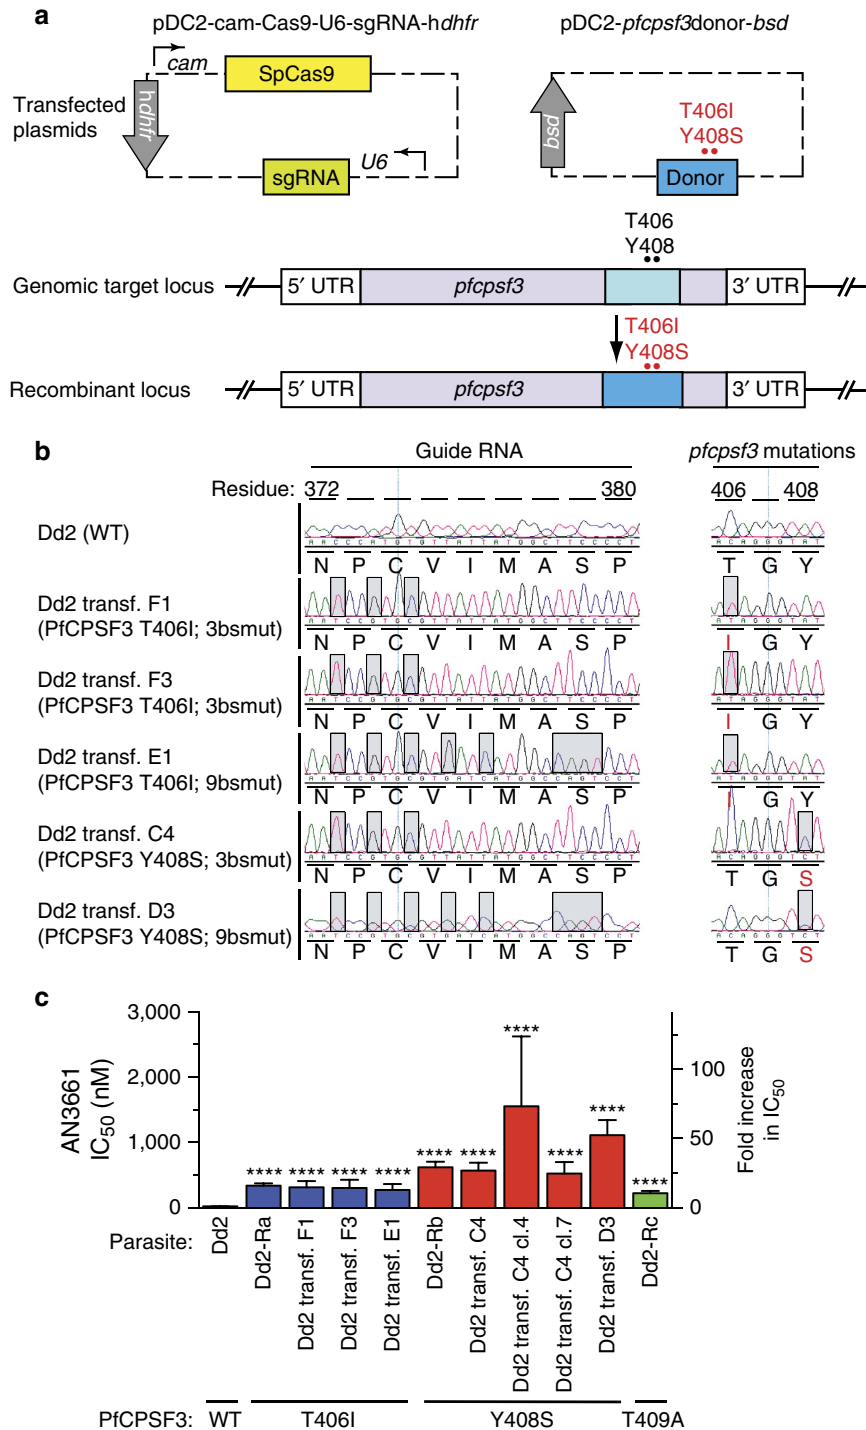 a
pDC2-cam-Cas9-U6-sgRNA-hdhfr
pDC2-pfcpsf3donor-bsd
cam
SpCas9
hdhfr
Transfected
plasmids
U6
sgRNA
bsd
T406I
Y408S
Donor
T406
Y408
Genomic target locus
5′ UTR
pfcpsf3
3′ UTR
T406I
Y408S
Recombinant locus
5′ UTR
pfcpsf3
3′ UTR
b
Guide RNA
pfcpsf3 mutations
Residue: 372 380
406 408
Dd2 (WT)
N P C V I M A S P
T G Y
Dd2 transf. F1
(PfCPSF3 T406I; 3bsmut)
N P C V I M A S P
I G Y
Dd2 transf. F3
(PfCPSF3 T406I; 3bsmut)
N P C V I M A S P
I G Y
Dd2 transf. E1
(PfCPSF3 T406I; 9bsmut)
N P C V I M A S P
I G Y
Dd2 transf. C4
(PfCPSF3 Y408S; 3bsmut)
N P C V I M A S P
T G S
Dd2 transf. D3
(PfCPSF3 Y408S; 9bsmut)
N P C V I M A S P
T G S
c
AN3661
IC50 (nM)
3,000
2,000
1,000
0
**** **** **** **** **** **** **** **** **** ****
100
50
0
Fold increase
in IC50
Parasite:
Dd2
Dd2-Ra
Dd2 transf. F1
Dd2 transf. F3
Dd2 transf. E1
Dd2-Rb
Dd2 transf. C4
Dd2 transf. C4 cl.4
Dd2 transf. C4 cl.7
Dd2 transf. D3
Dd2-Rc
PfCPSF3: WT T406I Y408S T409A